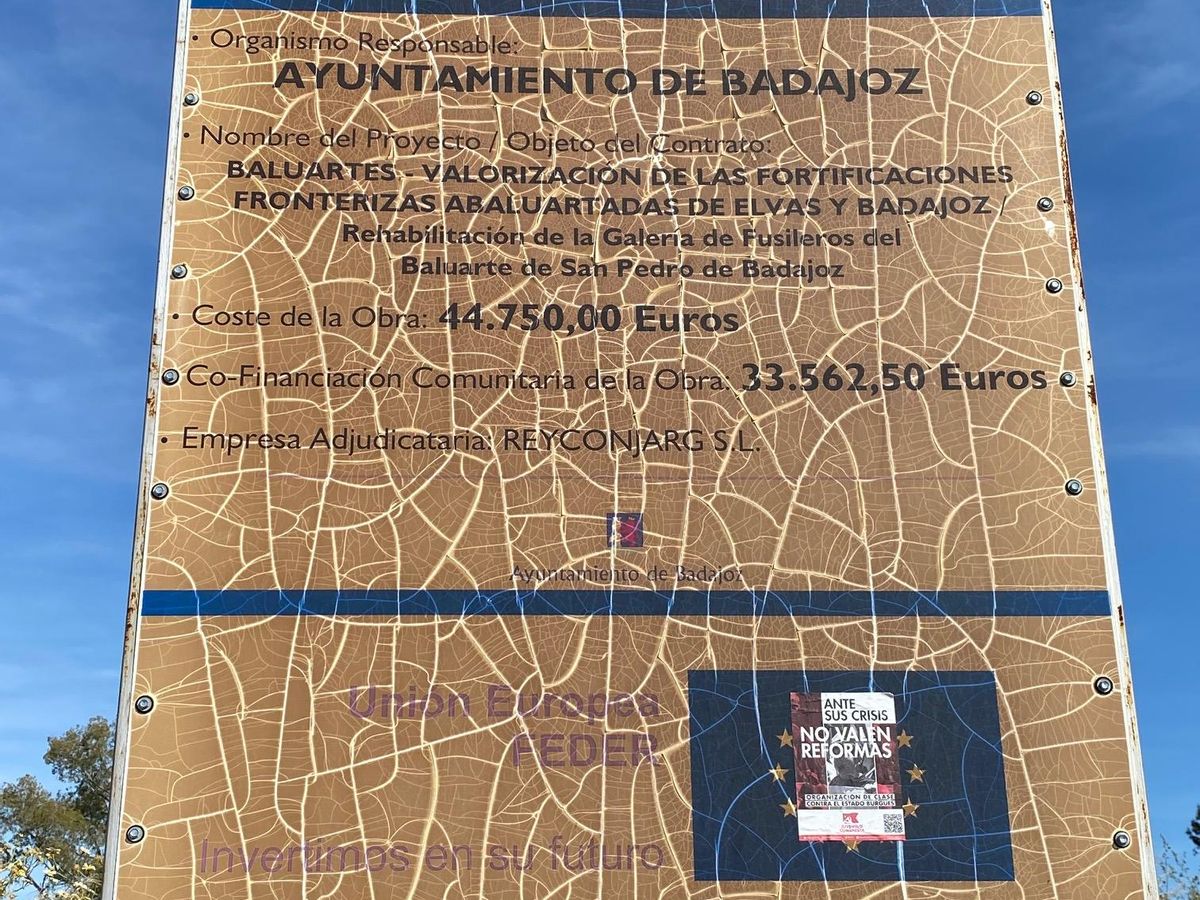 • Organismo Responsable:
AYUNTAMIENTO DE BADAJOZ
• Nombre del Proyecto / Objeto del Contrato:
BALUARTES - VALORIZACIÓN DE LAS FORTIFICACIONES
FRONTERIZAS ABALUARTADAS DE ELVAS Y BADAJOZ /
Rehabilitación de la Galería de Fusileros del
Baluarte de San Pedro de Badajoz
• Coste de la Obra: 44.750,00 Euros
Co-Financiación Comunitaria de la Obra: 33.562,50 Euros
• Empresa Adjudicataria: REYCONJARG S.L.
Ayuntamiento de Badajoz
Unión Europea
FEDER
Invertimos en su futuro
ANTE
SUS CRISIS
NO VALEN
REFORMAS
ORGANIZACIÓN DE CLASE
CONTRA EL ESTADO BURGUÉS
JUVENTUD
COMUNISTA